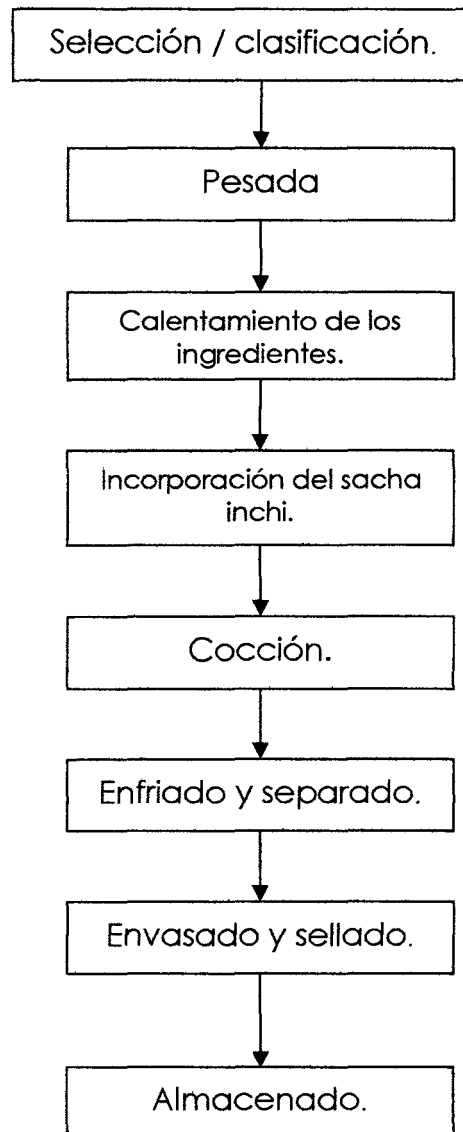 Selección / clasificación.
Pesada
Calentamiento de los
ingredientes.
Incorporación del sacha
inchi.
Cocción.
Enfriado y separado.
Envasado y sellado.
Almacenado.